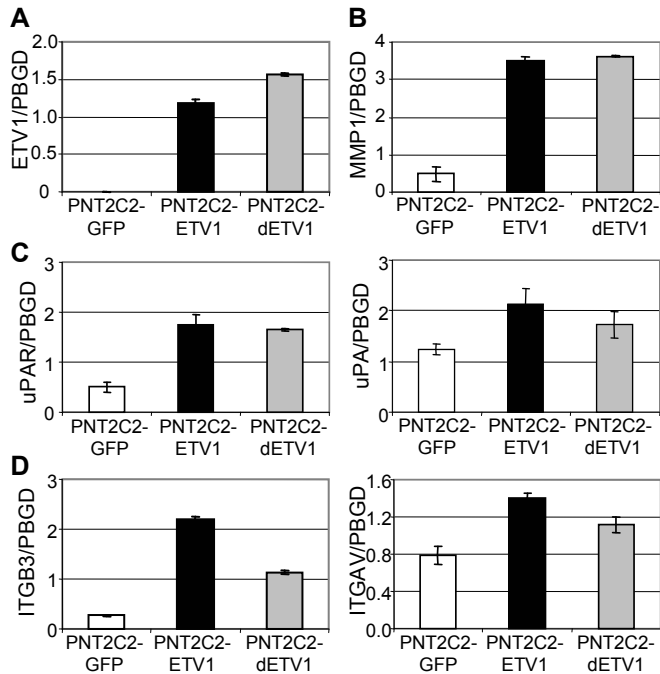 A
ETV1/PBGD
2.0
1.5
1.0
0.5
0
PNT2C2-
GFP
PNT2C2-
ETV1
PNT2C2-
dETV1
B
MMP1/PBGD
4
3
2
1
0
PNT2C2-
GFP
PNT2C2-
ETV1
PNT2C2-
dETV1
C
uPAR/PBGD
3
2
1
0
PNT2C2-
GFP
PNT2C2-
ETV1
PNT2C2-
dETV1
uPA/PBGD
3
2
1
0
PNT2C2-
GFP
PNT2C2-
ETV1
PNT2C2-
dETV1
D
ITGB3/PBGD
3
2
1
0
PNT2C2-
GFP
PNT2C2-
ETV1
PNT2C2-
dETV1
ITGAV/PBGD
1.6
1.2
0.8
0.4
0.0
PNT2C2-
GFP
PNT2C2-
ETV1
PNT2C2-
dETV1